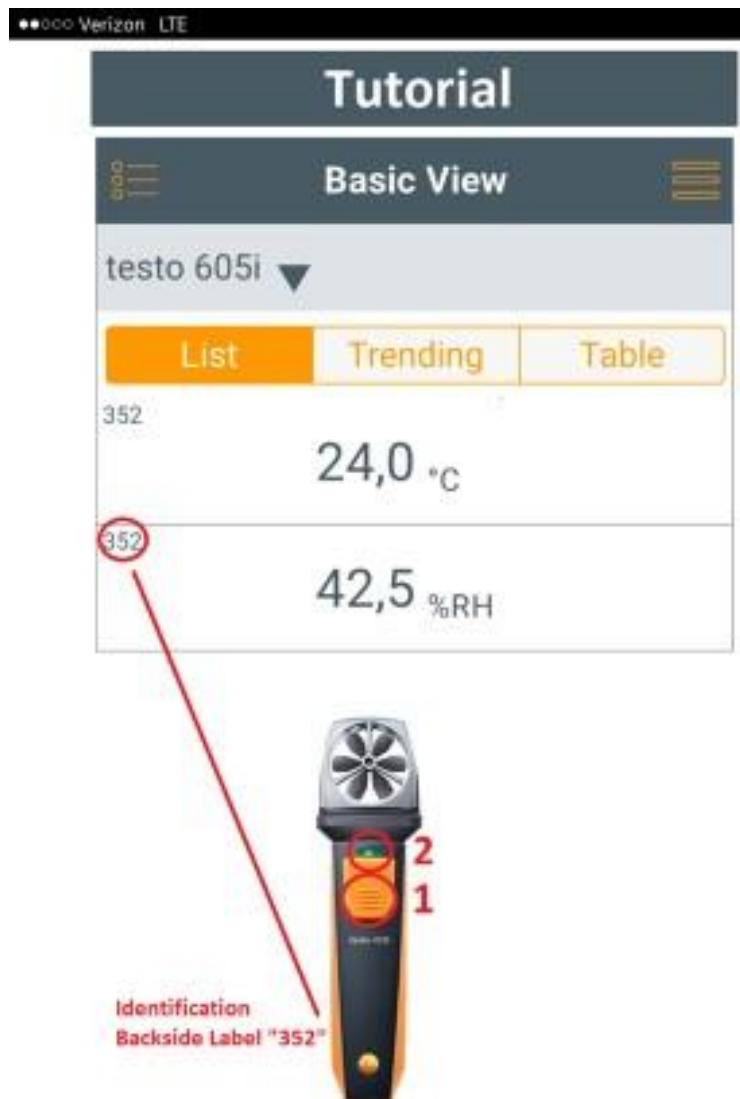 Verizon LTE
Tutorial
Basic View
testo 605i
List Trending Table
352
24,0 °C
352
42,5 %RH
2
1
Identification
Backside Label "352"